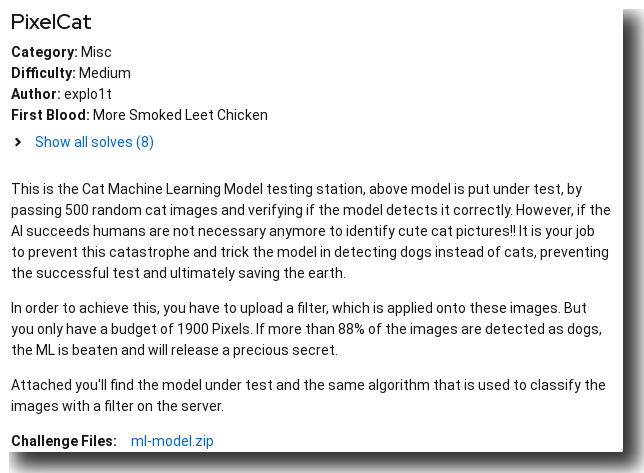 PixelCat
Category: Misc
Difficulty: Medium
Author: explo1t
First Blood: More Smoked Leet Chicken
Show all solves (8)
This is the Cat Machine Learning Model testing station, above model is put under test, by
passing 500 random cat images and verifying if the model detects it correctly. However, if the
AI succeeds humans are not necessary anymore to identify cute cat pictures!! It is your job
to prevent this catastrophe and trick the model in detecting dogs instead of cats, preventing
the successful test and ultimately saving the earth.
In order to achieve this, you have to upload a filter, which is applied onto these images. But
you only have a budget of 1900 Pixels. If more than 88% of the images are detected as dogs,
the ML is beaten and will release a precious secret.
Attached you'll find the model under test and the same algorithm that is used to classify the
images with a filter on the server.
Challenge Files: ml-model.zip